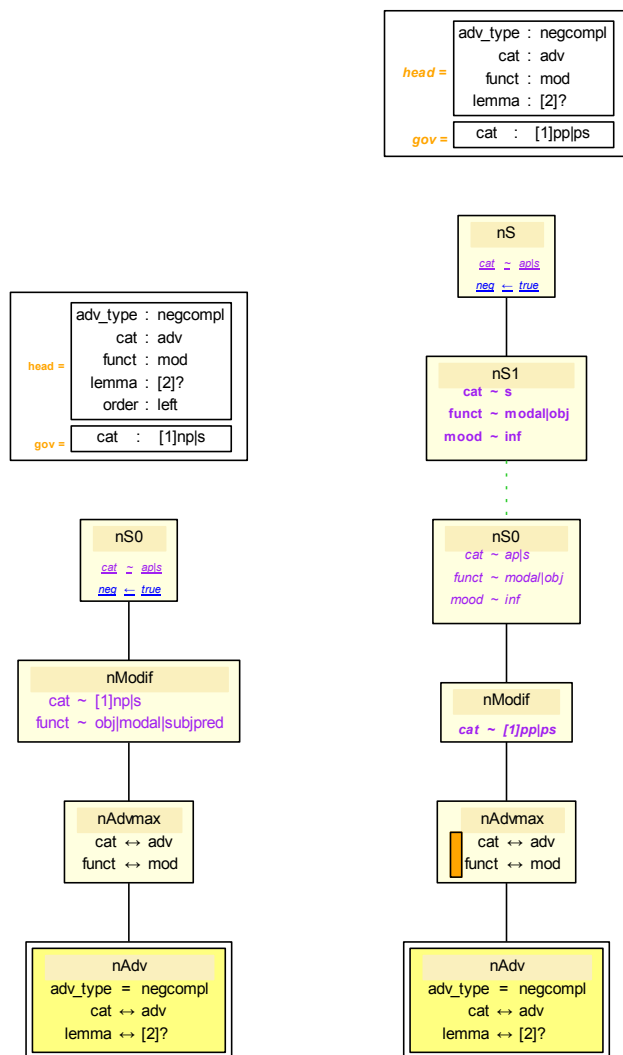 head =
adv_type : negcompl
cat : adv
funct : mod
lemma : [2]?
order : left
gov =
cat : [1]np|s
nS0
cat ~ ap|s
neg ← true
nModif
cat ~ [1]np|s
funct ~ obj|modal|subjpred
nAdvmax
cat ↔ adv
funct ↔ mod
nAdv
adv_type = negcompl
cat ↔ adv
lemma ↔ [2]?
head =
adv_type : negcompl
cat : adv
funct : mod
lemma : [2]?
gov =
cat : [1]pp|ps
nS
cat ~ ap|s
neg ← true
nS1
cat ~ s
funct ~ modal|obj
mood ~ inf
nS0
cat ~ ap|s
funct ~ modal|obj
mood ~ inf
nModif
cat ~ [1]pp|ps
nAdvmax
cat ↔ adv
funct ↔ mod
nAdv
adv_type = negcompl
cat ↔ adv
lemma ↔ [2]?